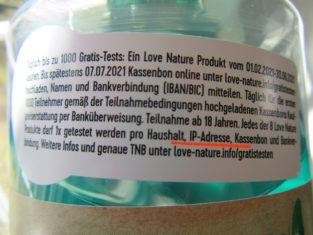 Täglich bis zu 1000 Gratis-Tests: Ein Love Nature Produkt vom 01.02.2021-30.06.2021
kaufen. Bis spätestens 07.07.2021 Kassenbon online unter love-nature.info/gratistesten
hochladen, Namen und Bankverbindung (IBAN/BIC) mitteilen. Täglich für die ersten
1000 Teilnehmer gemäß der Teilnahmebedingungen hochgeladenen Kassenbons Kauf-
preiserstattung per Banküberweisung. Teilnahme ab 18 Jahren. Jedes der 8 Love Nature
Produkte darf 1x getestet werden pro Haushalt, IP-Adresse, Kassenbon und Bankver-
bindung. Weitere Infos und genaue TNB unter love-nature.info/gratistesten